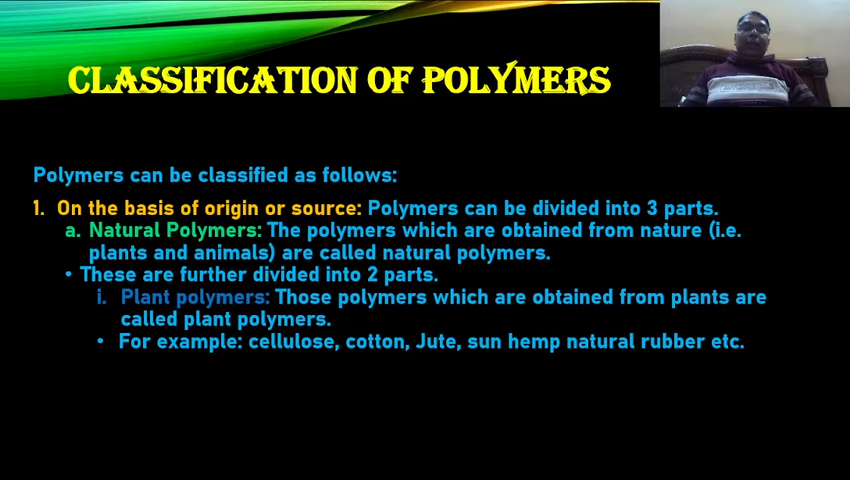 CLASSIFICATION OF POLYMERS
Polymers can be classified as follows:
1. On the basis of origin or source: Polymers can be divided into 3 parts.
a. Natural Polymers: The polymers which are obtained from nature (i.e.
plants and animals) are called natural polymers.
• These are further divided into 2 parts.
i. Plant polymers: Those polymers which are obtained from plants are
called plant polymers.
• For example: cellulose, cotton, Jute, sun hemp natural rubber etc.